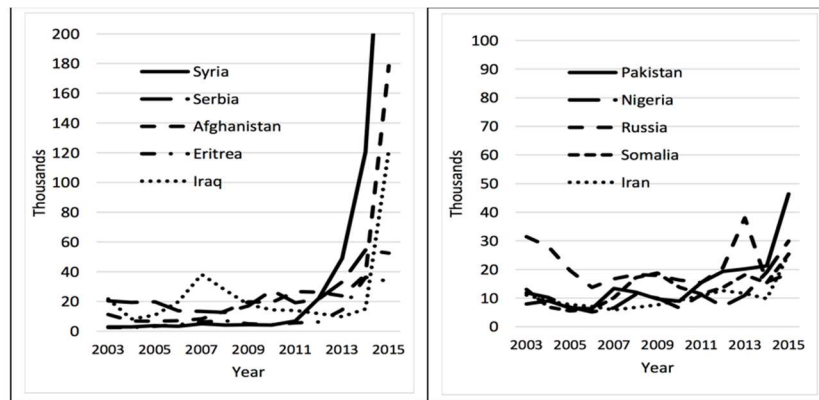 200
180
160
140
120
100
80
60
40
20
0
Thousands
Syria
Serbia
Afghanistan
Eritrea
Iraq
2003 2005 2007 2009 2011 2013 2015
Year
100
90
80
70
60
50
40
30
20
10
0
Thousands
Pakistan
Nigeria
Russia
Somalia
Iran
2003 2005 2007 2009 2011 2013 2015
Year